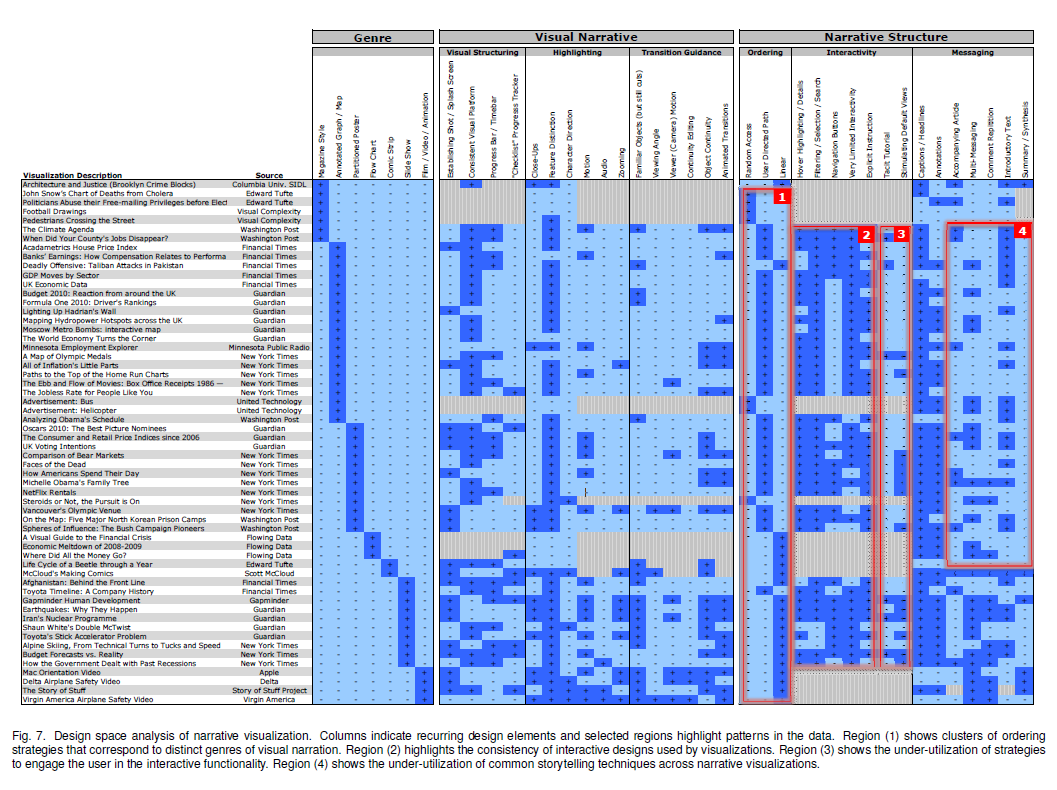 Genre
Visual Narrative
Narrative Structure
Visual Structuring
Highlighting
Transition Guidance
Ordering
Interactivity
Messaging
Magazine Style
Annotated Graph / Map
Partitioned Poster
Flow Chart
Comic Strip
Slide Show
Film / Video / Animation
Establishing Shot / Splash Screen
Consistent Visual Platform
Progress Bar / Timebar
"Checklist" Progresss Tracker
Close-Ups
Feature Distinction
Character Direction
Motion
Audio
Zooming
Familiar Objects (but still cuts)
Viewing Angle
Viewer (Camera) Motion
Continuity Editing
Object Continuity
Animated Transitions
Random Access
User Directed Path
Linear
Hover Highlighting / Details
Filtering / Selection / Search
Navigation Buttons
Very Limited Interactivity
Explicit Instruction
Tacit Tutorial
Stimulating Default Views
Captions / Headlines
Annotations
Accompanying Article
Multi-Messaging
Comment Repitition
Introductory Text
Summary / Synthesis
Visualization Description Source
Architecture and Justice (Brooklyn Crime Blocks) Columbia Univ. SIDL
John Snow's Chart of Deaths from Cholera Edward Tufte
Politicians Abuse their Free-mailing Privileges before Elect Edward Tufte
Football Drawings Visual Complexity
Pedestrians Crossing the Street Visual Complexity
The Climate Agenda Washington Post
When Did Your County's Jobs Disappear? Washington Post
Acadametrics House Price Index Financial Times
Banks' Earnings: How Compensation Relates to Performa Financial Times
Deadly Offensive: Taliban Attacks in Pakistan Financial Times
GDP Moves by Sector Financial Times
UK Economic Data Financial Times
Budget 2010: Reaction from around the UK Guardian
Formula One 2010: Driver's Rankings Guardian
Lighting Up Hadrian's Wall Guardian
Mapping Hydropower Hotspots across the UK Guardian
Moscow Metro Bombs: interactive map Guardian
The World Economy Turns the Corner Guardian
Minnesota Employment Explorer Minnesota Public Radio
A Map of Olympic Medals New York Times
All of Inflation's Little Parts New York Times
Paths to the Top of the Home Run Charts New York Times
The Ebb and Flow of Movies: Box Office Receipts 1986 — New York Times
The Jobless Rate for People Like You New York Times
Advertisement: Bus United Technology
Advertisement: Helicopter United Technology
Analyzing Obama's Schedule Washington Post
Oscars 2010: The Best Picture Nominees Guardian
The Consumer and Retail Price Indices since 2006 Guardian
UK Voting Intentions Guardian
Comparison of Bear Markets New York Times
Faces of the Dead New York Times
How Americans Spend Their Day New York Times
Michelle Obama's Family Tree New York Times
NetFlix Rentals New York Times
Steroids or Not, the Pursuit is On New York Times
Vancouver's Olympic Venue New York Times
On the Map: Five Major North Korean Prison Camps Washington Post
Spheres of Influence: The Bush Campaign Pioneers Washington Post
A Visual Guide to the Financial Crisis Flowing Data
Economic Meltdown of 2008-2009 Flowing Data
Where Did All the Money Go? Flowing Data
Life Cycle of a Beetle through a Year Edward Tufte
McCloud's Making Comics Scott McCloud
Afghanistan: Behind the Front Line Financial Times
Toyota Timeline: A Company History Financial Times
Gapminder Human Development Gapminder
Earthquakes: Why They Happen Guardian
Iran's Nuclear Programme Guardian
Shaun White's Double McTwist Guardian
Toyota's Stick Accelerator Problem Guardian
Alpine Skiing, From Technical Turns to Tucks and Speed New York Times
Budget Forecasts vs. Reality New York Times
How the Government Dealt with Past Recessions New York Times
Mac Orientation Video Apple
Delta Airplane Safety Video Delta
The Story of Stuff Story of Stuff Project
Virgin America Airplane Safety Video Virgin America
1
2
3
4
Fig. 7. Design space analysis of narrative visualization. Columns indicate recurring design elements and selected regions highlight patterns in the data. Region (1) shows clusters of ordering
strategies that correspond to distinct genres of visual narration. Region (2) highlights the consistency of interactive designs used by visualizations. Region (3) shows the under-utilization of strategies
to engage the user in the interactive functionality. Region (4) shows the under-utilization of common storytelling techniques across narrative visualizations.